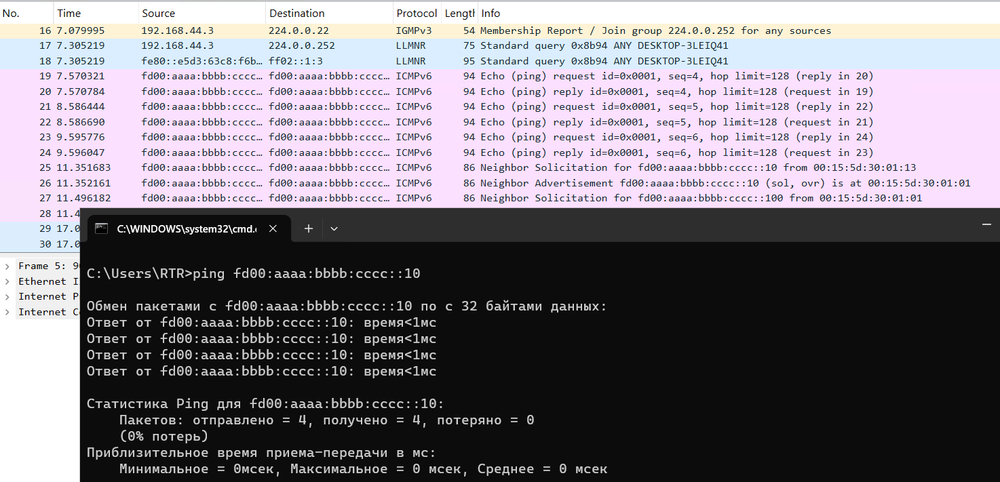 No. Time Source Destination Protocol Length Info
16 7.079995 192.168.44.3 224.0.0.22 IGMPv3 54 Membership Report / Join group 224.0.0.252 for any sources
17 7.305219 192.168.44.3 224.0.0.252 LLMNR 75 Standard query 0x8b94 ANY DESKTOP-3LEIQ41
18 7.305219 fe80::e5d3:63c8:f6b… ff02::1:3 LLMNR 95 Standard query 0x8b94 ANY DESKTOP-3LEIQ41
19 7.570321 fd00:aaaa:bbbb:cccc… fd00:aaaa:bbbb:cccc… ICMPv6 94 Echo (ping) request id=0x0001, seq=4, hop limit=128 (reply in 20)
20 7.570784 fd00:aaaa:bbbb:cccc… fd00:aaaa:bbbb:cccc… ICMPv6 94 Echo (ping) reply id=0x0001, seq=4, hop limit=128 (request in 19)
21 8.586444 fd00:aaaa:bbbb:cccc… fd00:aaaa:bbbb:cccc… ICMPv6 94 Echo (ping) request id=0x0001, seq=5, hop limit=128 (reply in 22)
22 8.586690 fd00:aaaa:bbbb:cccc… fd00:aaaa:bbbb:cccc… ICMPv6 94 Echo (ping) reply id=0x0001, seq=5, hop limit=128 (request in 21)
23 9.595776 fd00:aaaa:bbbb:cccc… fd00:aaaa:bbbb:cccc… ICMPv6 94 Echo (ping) request id=0x0001, seq=6, hop limit=128 (reply in 24)
24 9.596047 fd00:aaaa:bbbb:cccc… fd00:aaaa:bbbb:cccc… ICMPv6 94 Echo (ping) reply id=0x0001, seq=6, hop limit=128 (request in 23)
25 11.351683 fd00:aaaa:bbbb:cccc… fd00:aaaa:bbbb:cccc… ICMPv6 86 Neighbor Solicitation for fd00:aaaa:bbbb:cccc::10 from 00:15:5d:30:01:13
26 11.352161 fd00:aaaa:bbbb:cccc… fd00:aaaa:bbbb:cccc… ICMPv6 86 Neighbor Advertisement fd00:aaaa:bbbb:cccc::10 (sol, ovr) is at 00:15:5d:30:01:01
27 11.496182 fd00:aaaa:bbbb:cccc… fd00:aaaa:bbbb:cccc… ICMPv6 86 Neighbor Solicitation for fd00:aaaa:bbbb:cccc::100 from 00:15:5d:30:01:01
28 11.4
29 17.0
30 17.0
Frame 5: 9
Ethernet I
Internet P
Internet C
C:\WINDOWS\system32\cmd.
C:\Users\RTR>ping fd00:aaaa:bbbb:cccc::10
Обмен пакетами с fd00:aaaa:bbbb:cccc::10 по с 32 байтами данных:
Ответ от fd00:aaaa:bbbb:cccc::10: время<1мс
Ответ от fd00:aaaa:bbbb:cccc::10: время<1мс
Ответ от fd00:aaaa:bbbb:cccc::10: время<1мс
Ответ от fd00:aaaa:bbbb:cccc::10: время<1мс
Статистика Ping для fd00:aaaa:bbbb:cccc::10:
Пакетов: отправлено = 4, получено = 4, потеряно = 0
(0% потерь)
Приблизительное время приема-передачи в мс:
Минимальное = 0мсек, Максимальное = 0 мсек, Среднее = 0 мсек